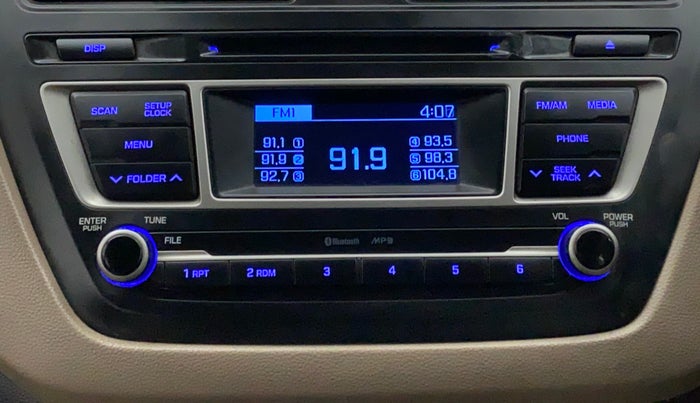 DISP
SCAN SETUP CLOCK
FM/AM MEDIA
MENU
PHONE
FOLDER
SEEK TRACK
FM1 4:07
91.1 1 4 93.5
91.9 2 91.9 5 98.3
92.7 3 6 104.8
ENTER PUSH TUNE
VOL POWER PUSH
FILE Bluetooth MP3
1 RPT 2 RDM 3 4 5 6